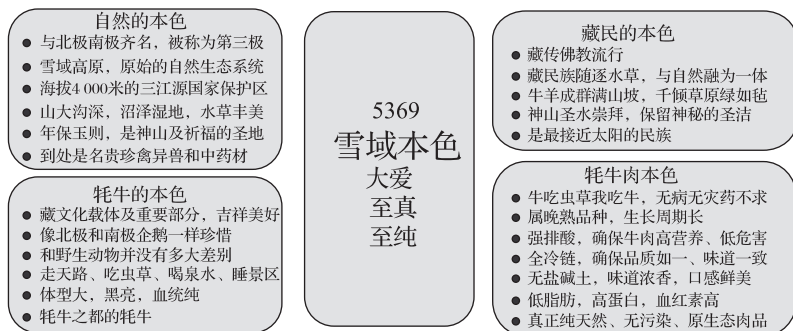 自然的本色
● 与北极南极齐名，被称为第三极
● 雪域高原，原始的自然生态系统
● 海拔4 000米的三江源国家保护区
● 山大沟深，沼泽湿地，水草丰美
● 年保玉则，是神山及祈福的圣地
● 到处是名贵珍禽异兽和中药材
牦牛的本色
● 藏文化载体及重要部分，吉祥美好
● 像北极和南极企鹅一样珍惜
● 和野生动物并没有多大差别
● 走天路、吃虫草、喝泉水、睡景区
● 体型大，黑亮，血统纯
● 牦牛之都的牦牛
5369
雪域本色
大爱
至真
至纯
藏民的本色
● 藏传佛教流行
● 藏民族随逐水草，与自然融为一体
● 牛羊成群满山坡，千倾草原绿如毡
● 神山圣水崇拜，保留神秘的圣洁
● 是最接近太阳的民族
牦牛肉本色
● 牛吃虫草我吃牛，无病无灾药不求
● 属晚熟品种，生长周期长
● 强排酸，确保牛肉高营养、低危害
● 全冷链，确保品质如一、味道一致
● 无盐碱土，味道浓香，口感鲜美
● 低脂肪，高蛋白，血红素高
● 真正纯天然、无污染、原生态肉品